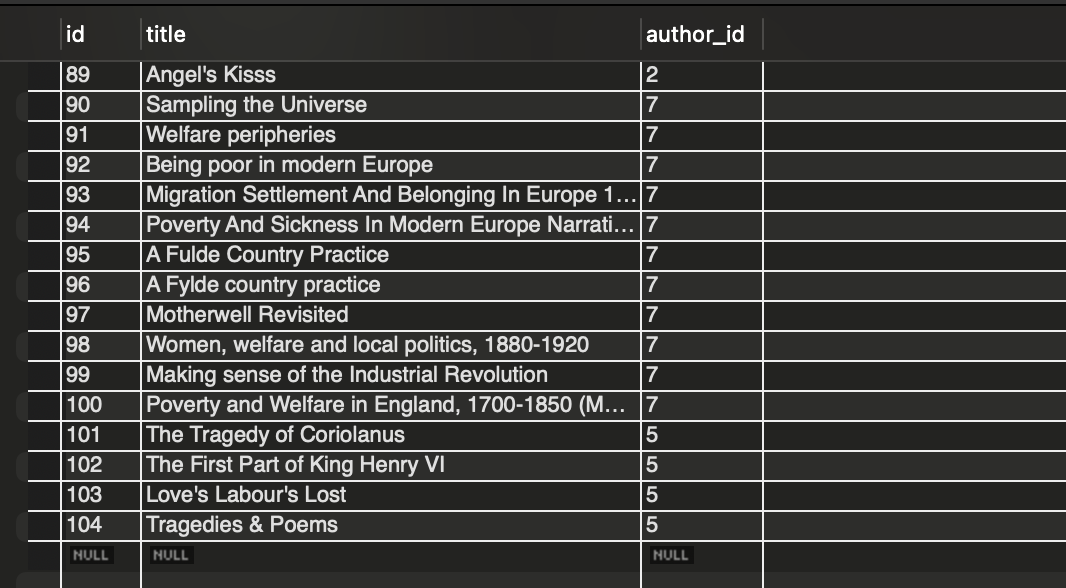 id title author_id
89 Angel's Kisss 2
90 Sampling the Universe 7
91 Welfare peripheries 7
92 Being poor in modern Europe 7
93 Migration Settlement And Belonging In Europe 1... 7
94 Poverty And Sickness In Modern Europe Narrati... 7
95 A Fulde Country Practice 7
96 A Fylde country practice 7
97 Motherwell Revisited 7
98 Women, welfare and local politics, 1880-1920 7
99 Making sense of the Industrial Revolution 7
100 Poverty and Welfare in England, 1700-1850 (M... 7
101 The Tragedy of Coriolanus 5
102 The First Part of King Henry VI 5
103 Love's Labour's Lost 5
104 Tragedies & Poems 5
NULL NULL NULL